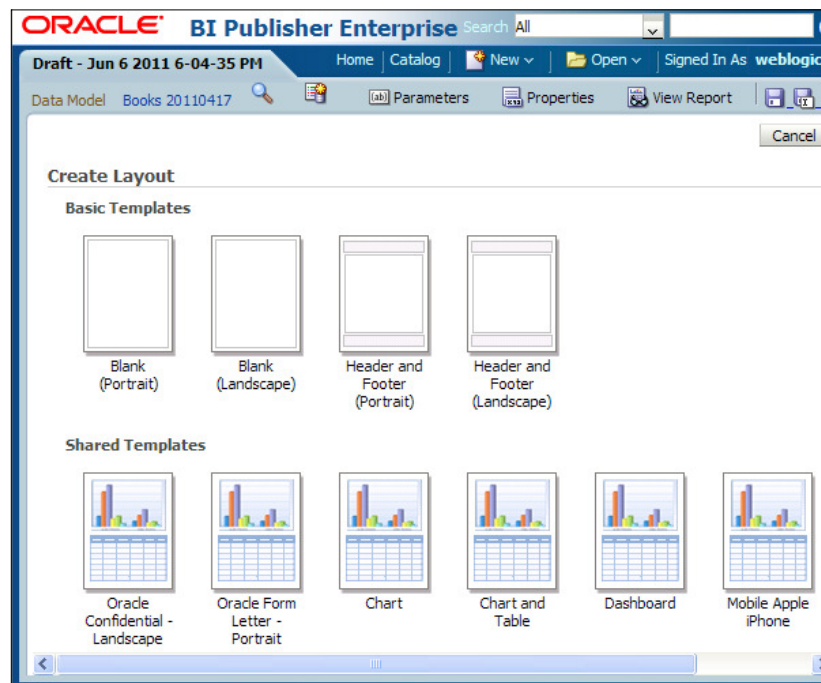 ORACLE® BI Publisher Enterprise Search All
Draft - Jun 6 2011 6-04-35 PM Home Catalog New Open Signed In As weblogic
Data Model Books 20110417 Parameters Properties View Report
Cancel
Create Layout
Basic Templates
Blank
(Portrait)
Blank
(Landscape)
Header and
Footer
(Portrait)
Header and
Footer
(Landscape)
Shared Templates
Oracle
Confidential -
Landscape
Oracle Form
Letter -
Portrait
Chart
Chart and
Table
Dashboard
Mobile Apple
iPhone